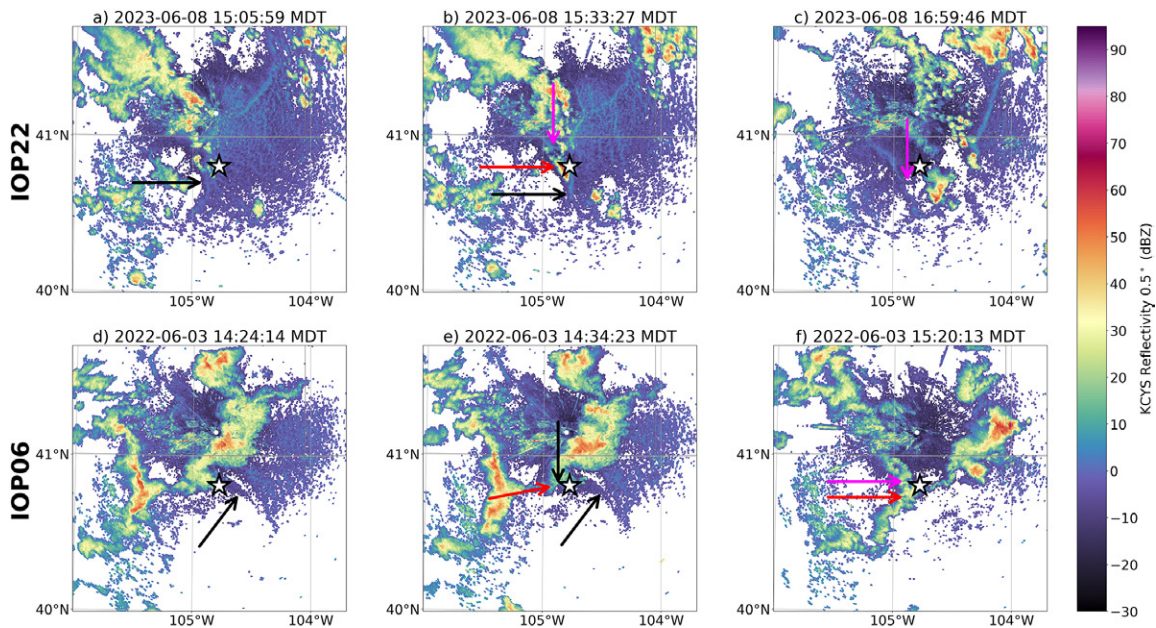 a) 2023-06-08 15:05:59 MDT
b) 2023-06-08 15:33:27 MDT
c) 2023-06-08 16:59:46 MDT
IOP22
41°N
41°N
41°N
40°N
40°N
40°N
105°W
104°W
105°W
104°W
105°W
104°W
d) 2022-06-03 14:24:14 MDT
e) 2022-06-03 14:34:23 MDT
f) 2022-06-03 15:20:13 MDT
IOP06
41°N
41°N
41°N
40°N
40°N
40°N
105°W
104°W
105°W
104°W
105°W
104°W
90
80
70
60
50
40
30
20
10
0
−10
−20
−30
KCYS Reflectivity 0.5° (dBZ)